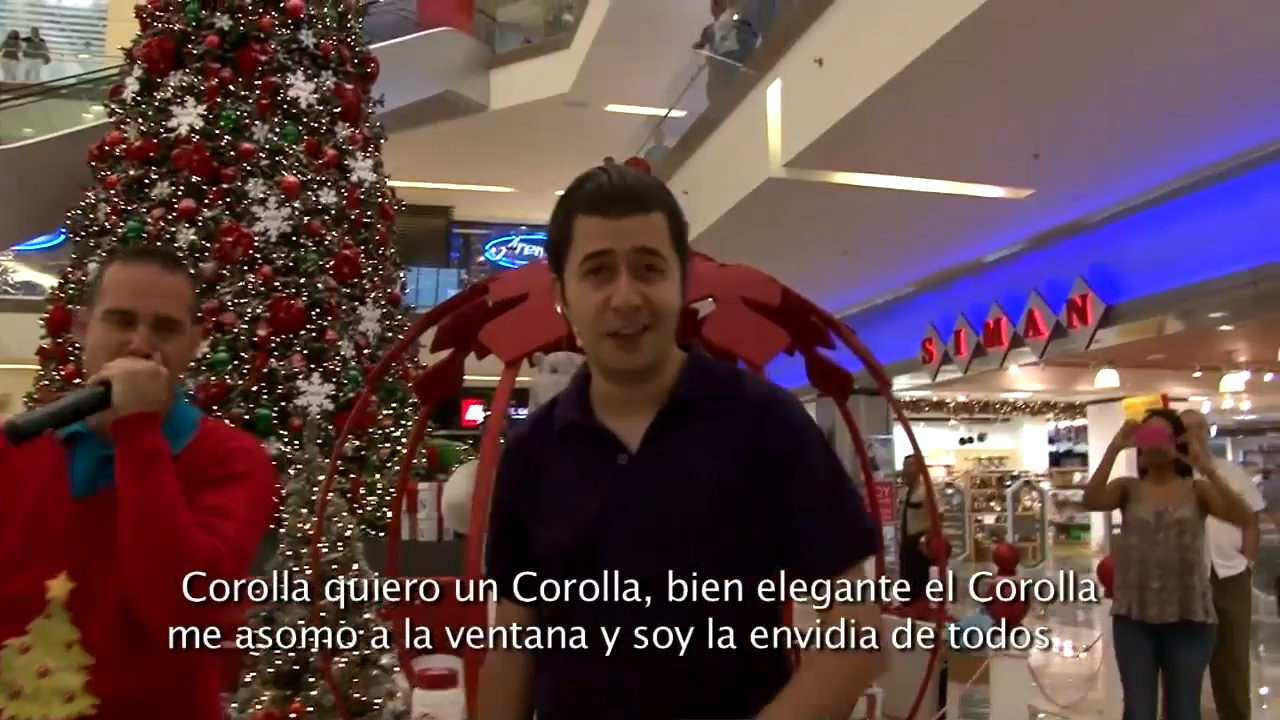 SIMAN
Corolla quiero un Corolla, bien elegante el Corolla
me asomo a la ventana y soy la envidia de todos